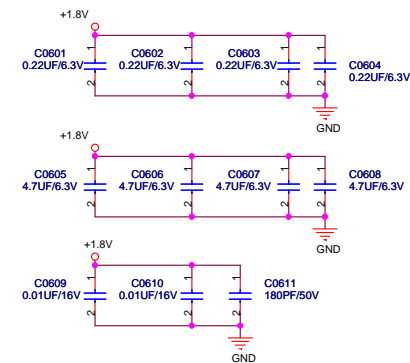 +1.8V
C0601 C0602 C0603 C0604
0.22UF/6.3V 0.22UF/6.3V 0.22UF/6.3V 0.22UF/6.3V
1 1 1 1
2 2 2 2
GND
+1.8V
C0605 C0606 C0607 C0608
4.7UF/6.3V 4.7UF/6.3V 4.7UF/6.3V 4.7UF/6.3V
1 1 1 1
2 2 2 2
GND
+1.8V
C0609 C0610 C0611
0.01UF/16V 0.01UF/16V 180PF/50V
1 1 1
2 2 2
GND